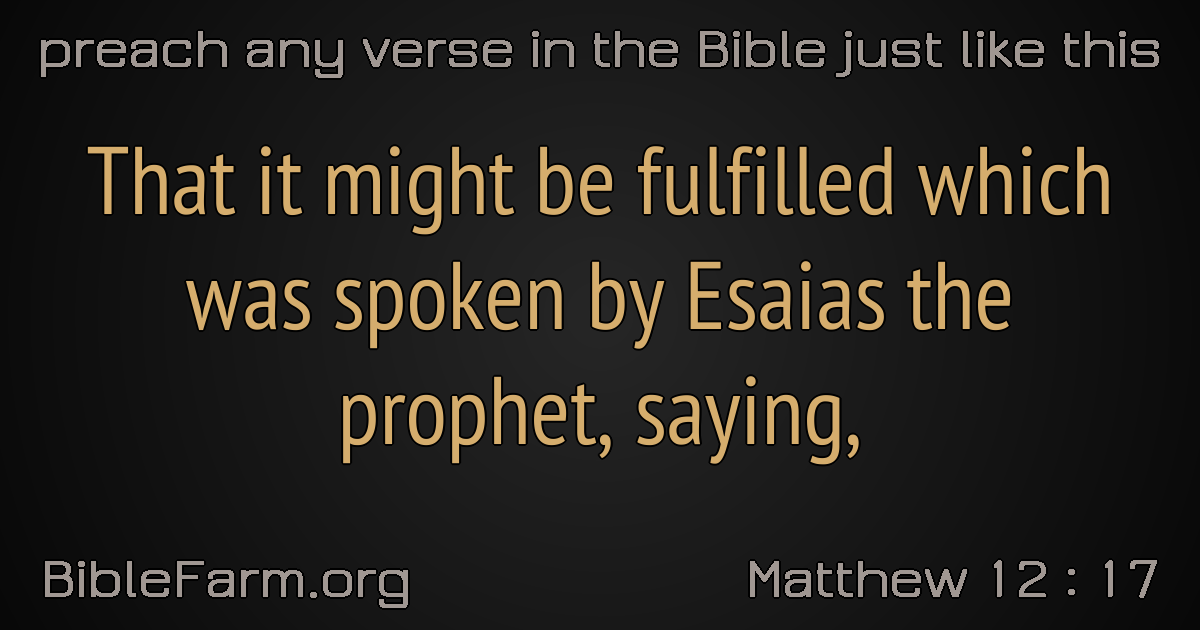 preach any verse in the Bible just like this
That it might be fulfilled which
was spoken by Esaias the
prophet, saying,
BibleFarm.org
Matthew 12 : 17